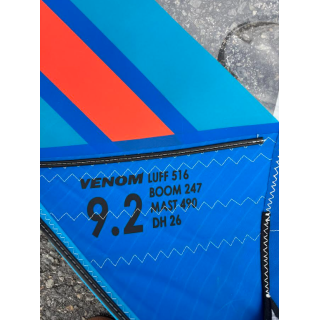 VENOM LUFF 516
BOOM 247
9.2 MAST 490
DH 26